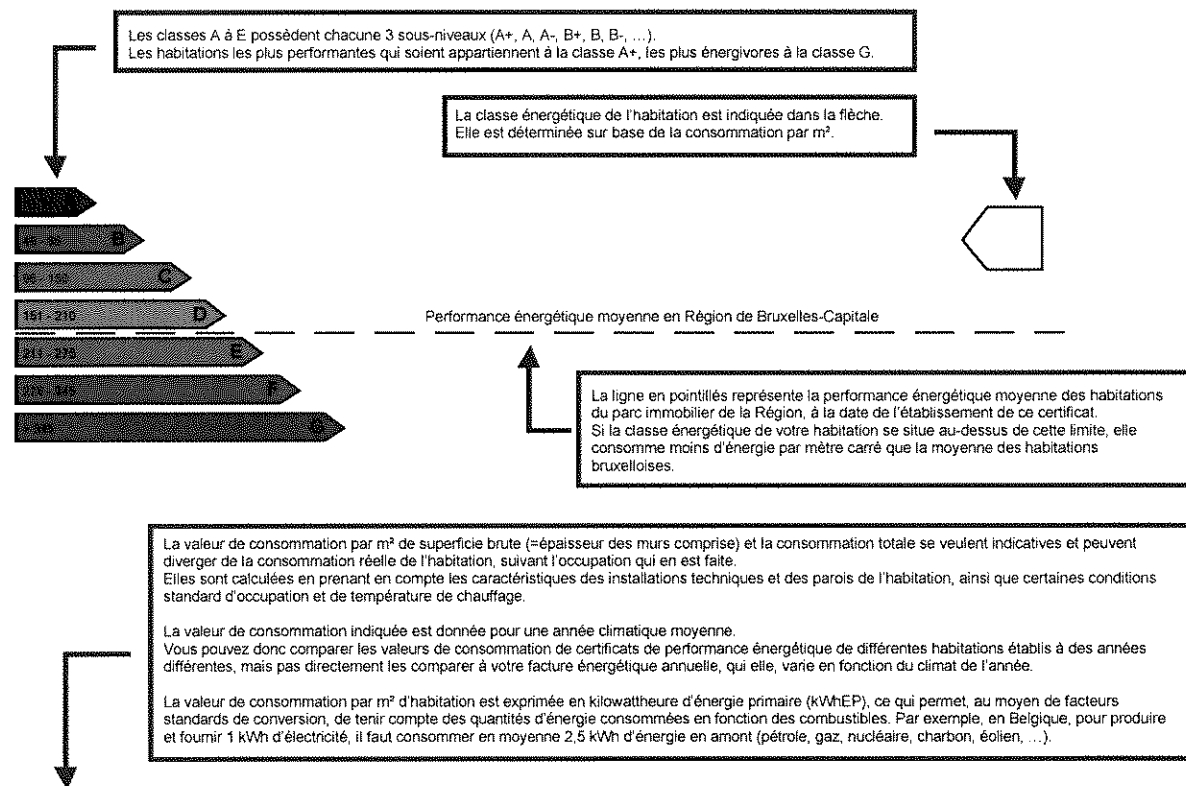 Les classes A à E possèdent chacune 3 sous-niveaux (A+, A, A-, B+, B, B-, ...).
Les habitations les plus performantes qui soient appartiennent à la classe A+, les plus énergivores à la classe G.
La classe énergétique de l'habitation est indiquée dans la flèche.
Elle est déterminée sur base de la consommation par m².
A
B
C
151 - 210 D
Performance énergétique moyenne en Région de Bruxelles-Capitale
211 - 275 E
F
G
La ligne en pointillés représente la performance énergétique moyenne des habitations
du parc immobilier de la Région, à la date de l'établissement de ce certificat.
Si la classe énergétique de votre habitation se situe au-dessus de cette limite, elle
consomme moins d'énergie par mètre carré que la moyenne des habitations
bruxelloises.
La valeur de consommation par m² de superficie brute (=épaisseur des murs comprise) et la consommation totale se veulent indicatives et peuvent
diverger de la consommation réelle de l'habitation, suivant l'occupation qui en est faite.
Elles sont calculées en prenant en compte les caractéristiques des installations techniques et des parois de l'habitation, ainsi que certaines conditions
standard d'occupation et de température de chauffage.
La valeur de consommation indiquée est donnée pour une année climatique moyenne.
Vous pouvez donc comparer les valeurs de consommation de certificats de performance énergétique de différentes habitations établis à des années
différentes, mais pas directement les comparer à votre facture énergétique annuelle, qui elle, varie en fonction du climat de l'année.
La valeur de consommation par m² d'habitation est exprimée en kilowattheure d'énergie primaire (kWhEP), ce qui permet, au moyen de facteurs
standards de conversion, de tenir compte des quantités d'énergie consommées en fonction des combustibles. Par exemple, en Belgique, pour produire
et fournir 1 kWh d'électricité, il faut consommer en moyenne 2,5 kWh d'énergie en amont (pétrole, gaz, nucléaire, charbon, éolien, ...).